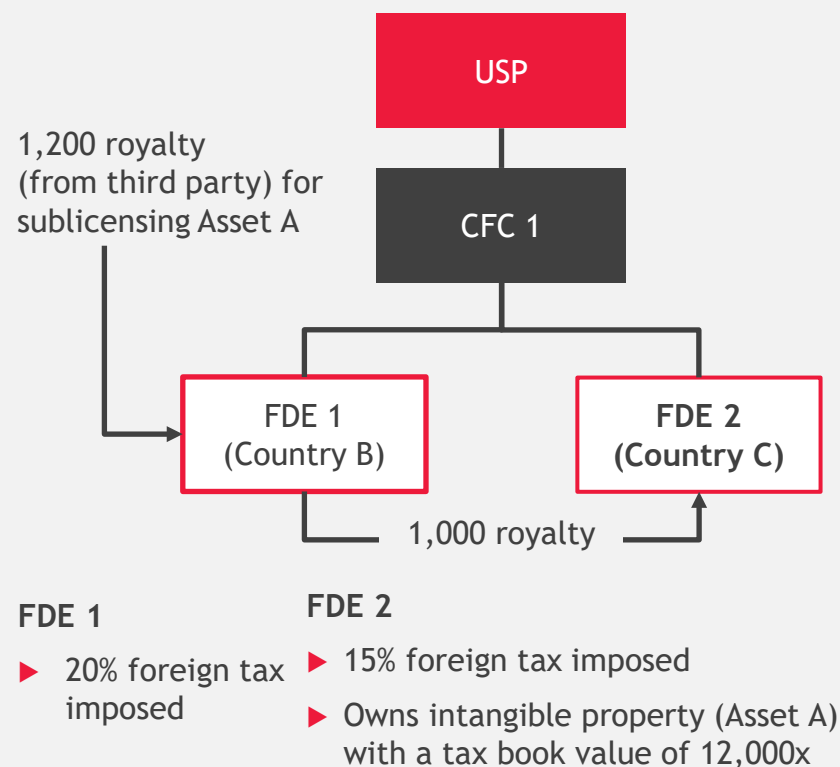 USP
1,200 royalty
(from third party) for
sublicensing Asset A
CFC 1
FDE 1
(Country B)
FDE 2
(Country C)
1,000 royalty
FDE 1
▶ 20% foreign tax
imposed
FDE 2
▶ 15% foreign tax imposed
▶ Owns intangible property (Asset A)
with a tax book value of 12,000x